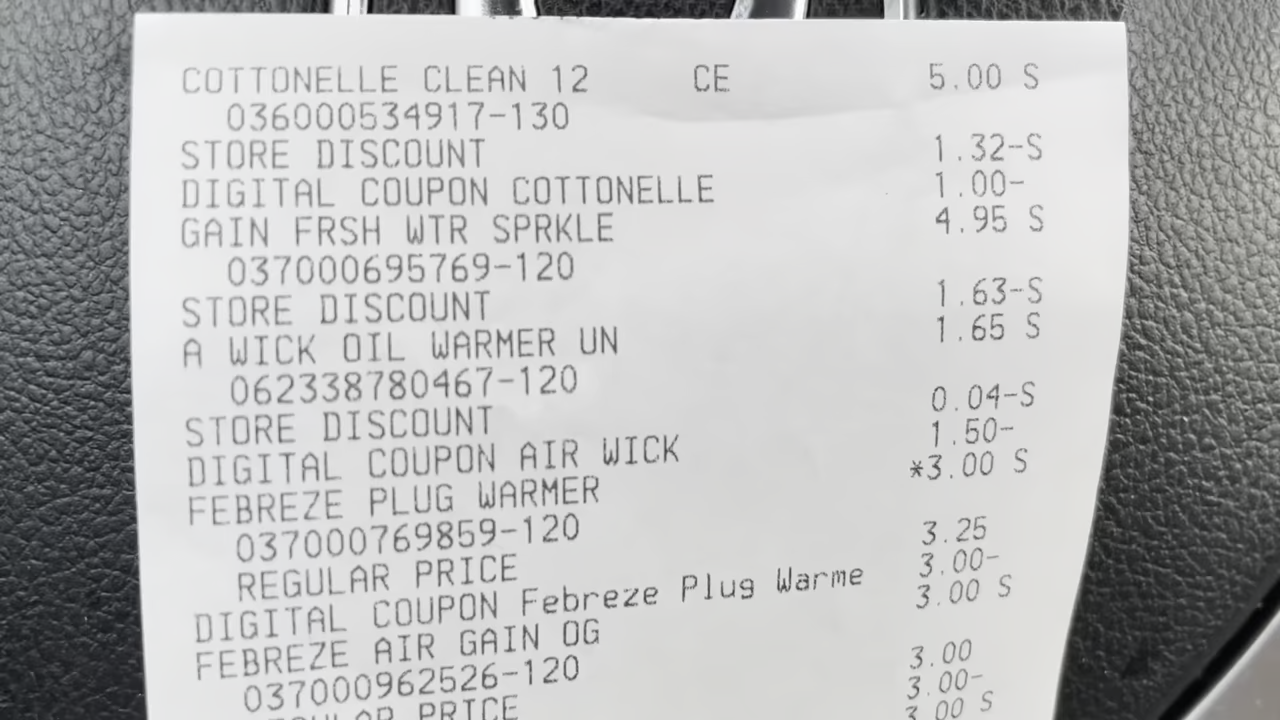 COTTONELLE CLEAN 12 CE 5.00 S
036000534917-130
STORE DISCOUNT 1.32-S
DIGITAL COUPON COTTONELLE 1.00-
GAIN FRSH WTR SPRKLE 4.95 S
037000695769-120
STORE DISCOUNT 1.63-S
A WICK OIL WARMER UN 1.65 S
062338780467-120
STORE DISCOUNT 0.04-S
DIGITAL COUPON AIR WICK 1.50-
FEBREZE PLUG WARMER *3.00 S
037000769859-120
REGULAR PRICE 3.25
DIGITAL COUPON Febreze Plug Warme 3.00-
FEBREZE AIR GAIN OG 3.00 S
037000962526-120
REGULAR PRICE 3.00
3.00-
3.00 S